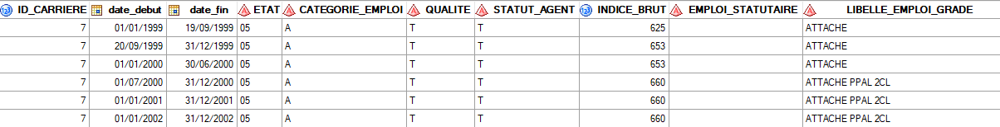 ID_CARRIERE date_debut date_fin ETAT CATEGORIE_EMPLOI QUALITE STATUT_AGENT INDICE_BRUT EMPLOI_STATUTAIRE LIBELLE_EMPLOI_GRADE
7 01/01/1999 19/09/1999 05 A T T 625 ATTACHE
7 20/09/1999 31/12/1999 05 A T T 653 ATTACHE
7 01/01/2000 30/06/2000 05 A T T 653 ATTACHE
7 01/07/2000 31/12/2000 05 A T T 660 ATTACHE PPAL 2CL
7 01/01/2001 31/12/2001 05 A T T 660 ATTACHE PPAL 2CL
7 01/01/2002 31/12/2002 05 A T T 660 ATTACHE PPAL 2CL